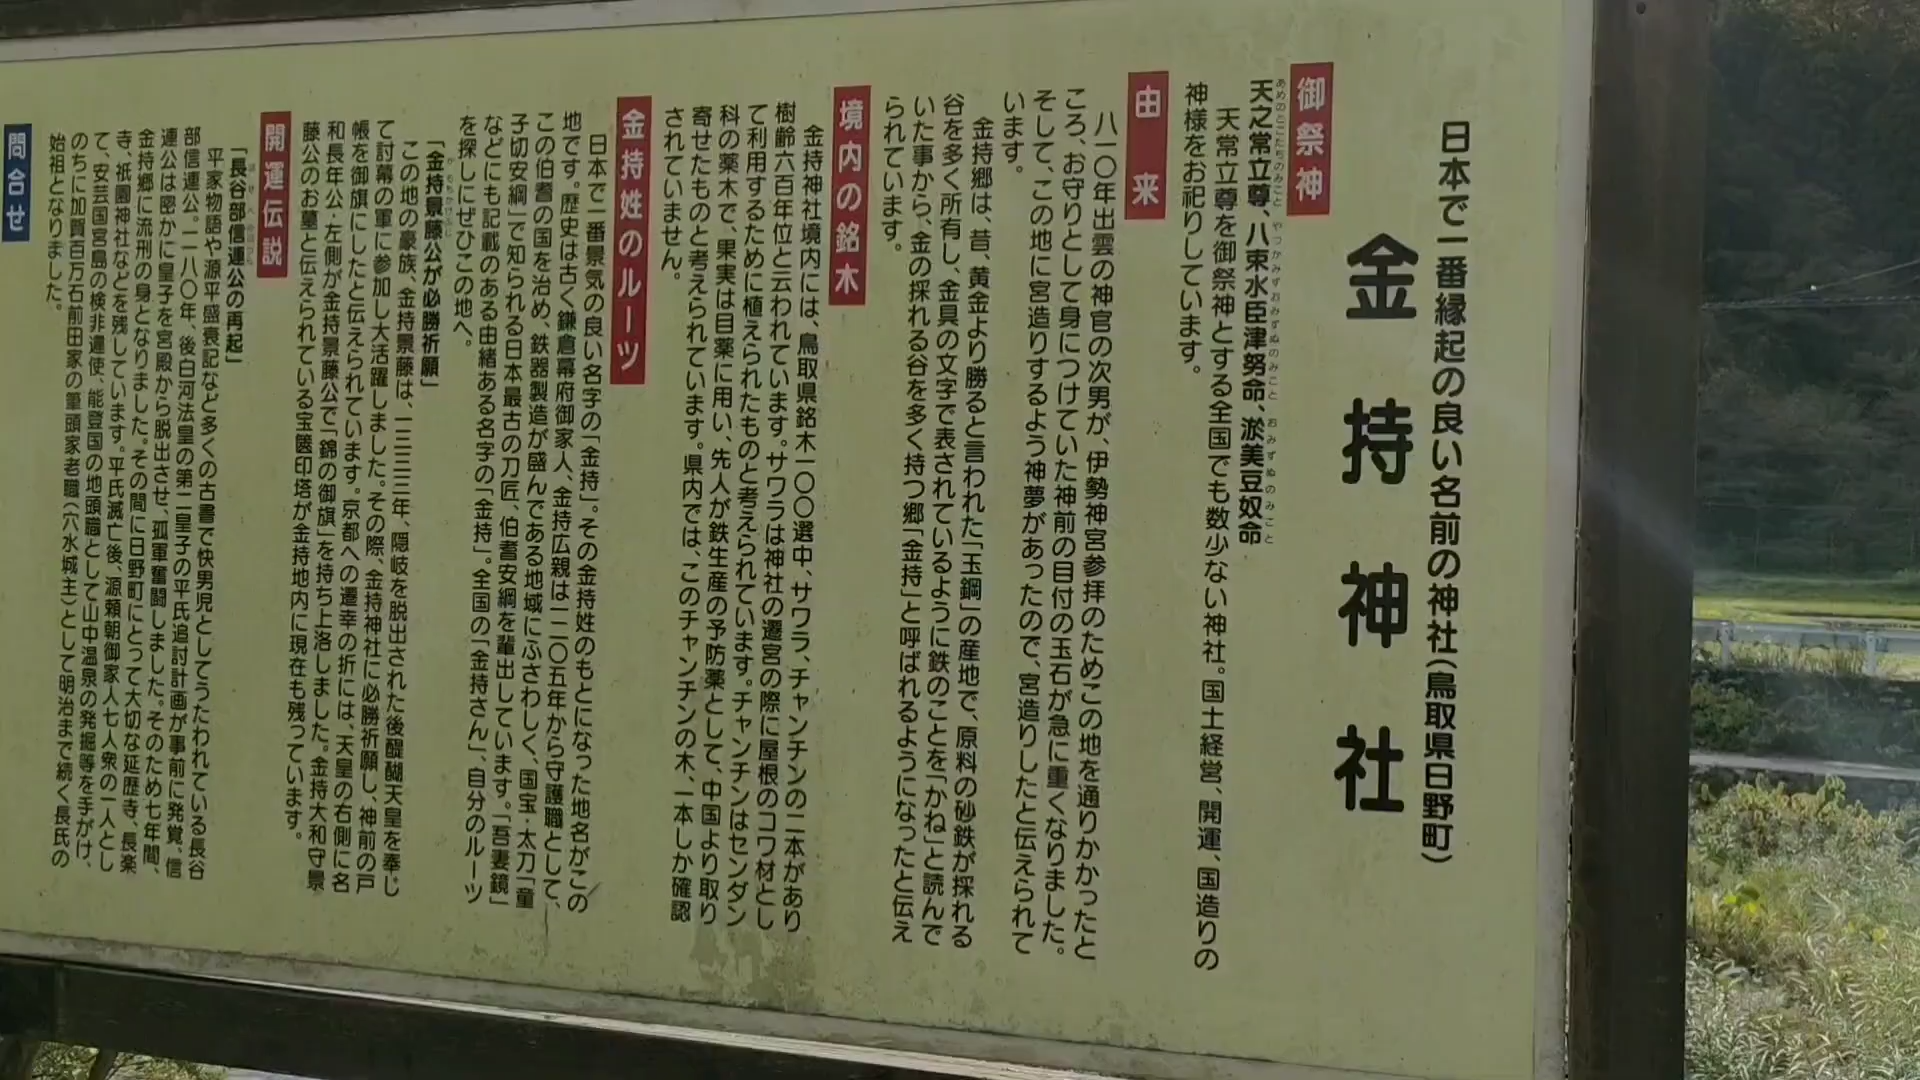 日本で一番縁起の良い名前の神社(鳥取県日野町)
金持神社
御祭神
天之常立尊、八束水臣津努命、淤美豆奴命
あめのとこたちのみこと やつかみずおみずぬのみこと おみずぬのみこと
天常立尊を御祭神とする全国でも数少ない神社。国土経営、開運、国造りの
神様をお祀りしています。
由来
八一〇年出雲の神官の次男が、伊勢神宮参拝のためこの地を通りかかったと
ころ、お守りとして身につけていた神前の目付の玉石が急に重くなりました。
そして、この地に宮造りするよう神夢があったので、宮造りしたと伝えられて
います。
金持郷は、昔、黄金より勝ると言われた「玉鋼」の産地で、原料の砂鉄が採れる
谷を多く所有し、金具の文字で表されているように鉄のことを「かね」と読んで
いた事から、金の採れる谷を多く持つ郷「金持」と呼ばれるようになったと伝え
られています。
境内の銘木
金持神社境内には、鳥取県銘木一〇〇選中、サワラ、チャンチンの二本があり
樹齢六百年位と云われています。サワラは神社の遷宮の際に屋根のコワ材とし
て利用するために植えられたものと考えられています。チャンチンはセンダン
科の薬木で、果実は目薬に用い、先人が鉄生産の予防薬として、中国より取り
寄せたものと考えられています。県内では、このチャンチンの木、一本しか確認
されていません。
金持姓のルーツ
日本で一番景気の良い名字の「金持」。その金持姓のもとになった地名がこの
地です。歴史は古く鎌倉幕府御家人、金持広親は一二〇五年から守護職として、
この伯耆の国を治め、鉄器製造が盛んである地域にふさわしく、国宝・太刀「童
子切安綱」で知られる日本最古の刀匠、伯耆安綱を輩出しています。「吾妻鏡」
などにも記載のある由緒ある名字の「金持」。全国の「金持さん」、自分のルーツ
を探しにぜひこの地へ。
開運伝説
「金持景藤公が必勝祈願」
かもちかげふじ
この地の豪族、金持景藤は、一三三三年、隠岐を脱出された後醍醐天皇を奉じ
て討幕の軍に参加し大活躍しました。その際、金持神社に必勝祈願し、神前の戸
帳を御旗にしたと伝えられています。京都への還幸の折には、天皇の右側に名
和長年公・左側が金持景藤公で「錦の御旗」を持ち上洛しました。金持大和守景
藤公のお墓と伝えられている宝篋印塔が金持地内に現在も残っています。
「長谷部信連公の再起」
平家物語や源平盛衰記など多くの古書で快男児としてうたわれている長谷
部信連公。一一八〇年、後白河法皇の第二皇子の平氏追討計画が事前に発覚、信
連公は密かに皇子を宮殿から脱出させ、孤軍奮闘しました。そのため七年間、
金持郷に流刑の身となりました。その間に日野町にとって大切な延暦寺、長楽
寺、祇園神社などを残しています。平氏滅亡後、源頼朝御家人七人衆の一人とし
て、安芸国宮島の検非違使、能登国の地頭職として山中温泉の発掘等を手がけ、
のちに加賀百万石前田家の筆頭家老職(穴水城主)として明治まで続く長氏の
始祖となりました。
問合せ